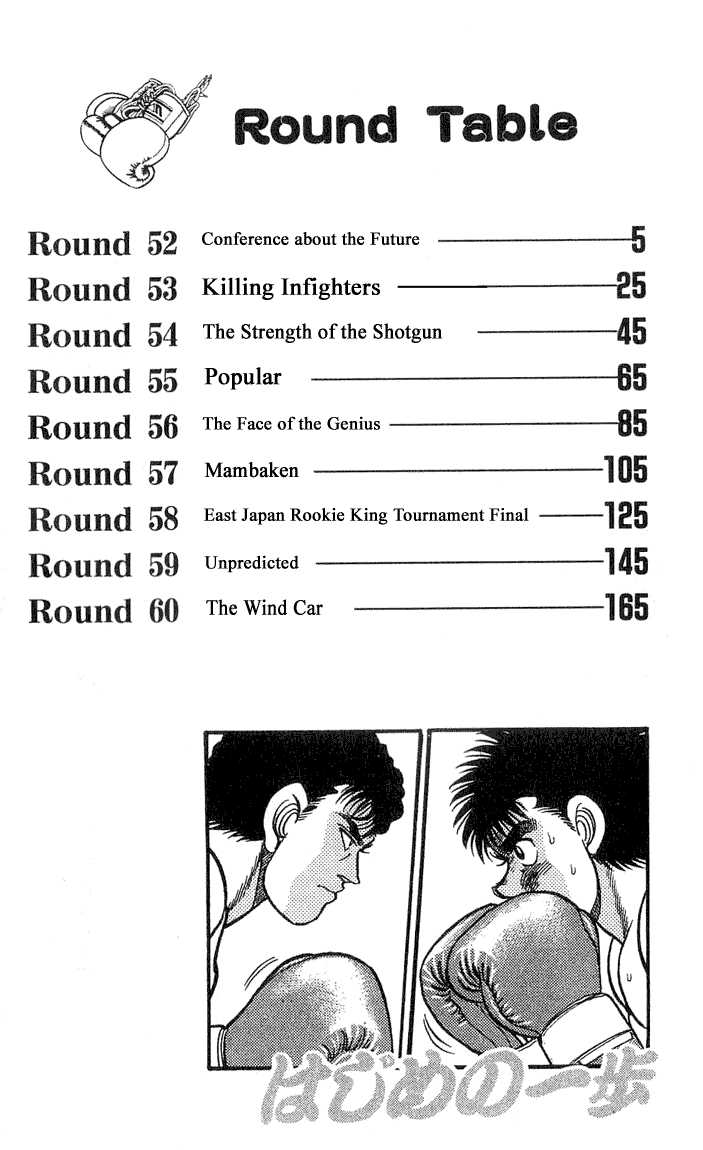 Round Table
Round 52 Conference about the Future 5
Round 53 Killing Infighters 25
Round 54 The Strength of the Shotgun 45
Round 55 Popular 65
Round 56 The Face of the Genius 85
Round 57 Mambaken 105
Round 58 East Japan Rookie King Tournament Final 125
Round 59 Unpredicted 145
Round 60 The Wind Car 165
はじめの一歩